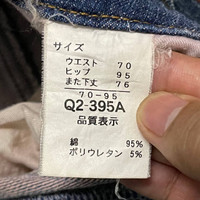 サイズ
ウエスト 70
ヒップ 95
また下丈 76
70-95
Q2-395A
品質表示
綿 95%
ポリウレタン 5%